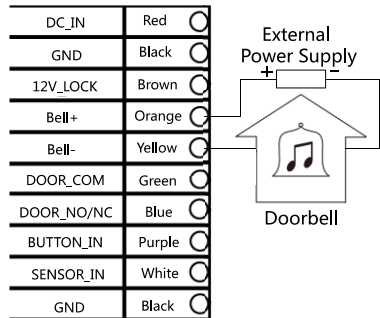 DC_IN Red
GND Black
12V_LOCK Brown
Bell+ Orange
Bell- Yellow
DOOR_COM Green
DOOR_NO/NC Blue
BUTTON_IN Purple
SENSOR_IN White
GND Black
External
Power Supply
+ -
Doorbell